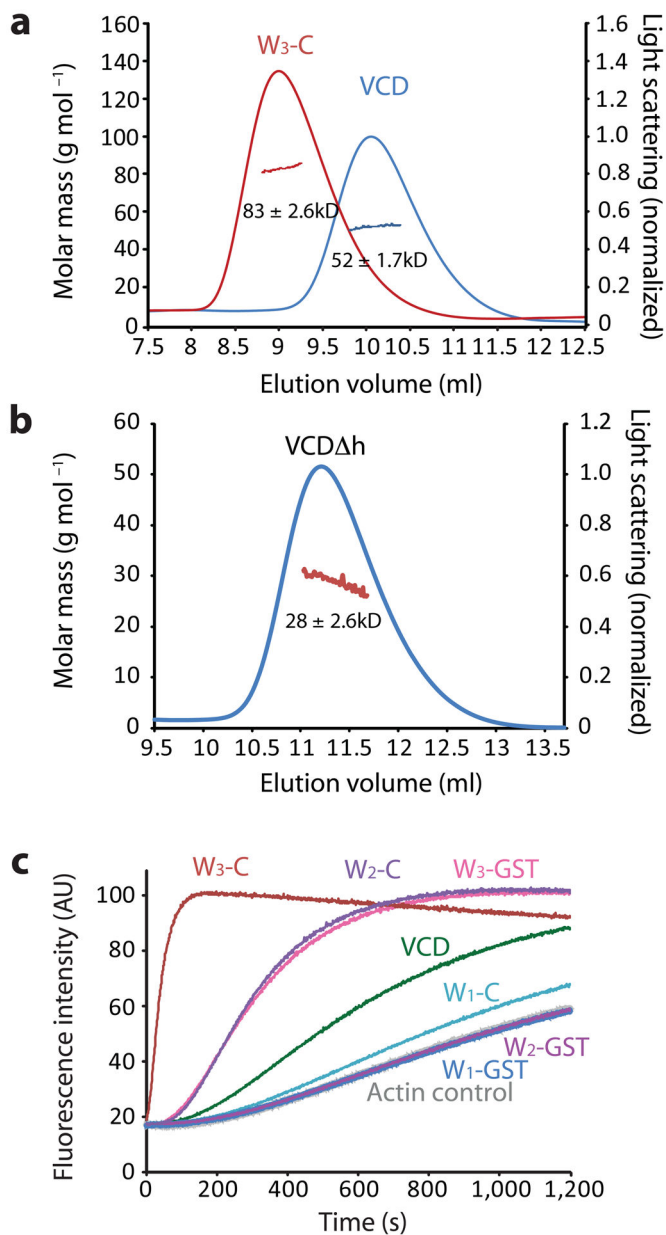 a
W3-C
VCD
Molar mass (g mol −1)
160
140
120
100
80
60
40
20
0
83 ± 2.6kD
52 ± 1.7kD
1.6
1.4
1.2
1.0
0.8
0.6
0.4
0.2
0
Light scattering (normalized)
7.5 8 8.5 9 9.5 10 10.5 11 11.5 12 12.5
Elution volume (ml)
b
VCDΔh
Molar mass (g mol −1)
60
50
40
30
20
10
0
28 ± 2.6kD
1.2
1.0
0.8
0.6
0.4
0.2
0
Light scattering (normalized)
9.5 10 10.5 11 11.5 12 12.5 13 13.5
Elution volume (ml)
c
W3-C W2-C W3-GST
VCD
W1-C
W2-GST
W1-GST
Actin control
Fluorescence intensity (AU)
100
80
60
40
20
0
0 200 400 600 800 1,000 1,200
Time (s)